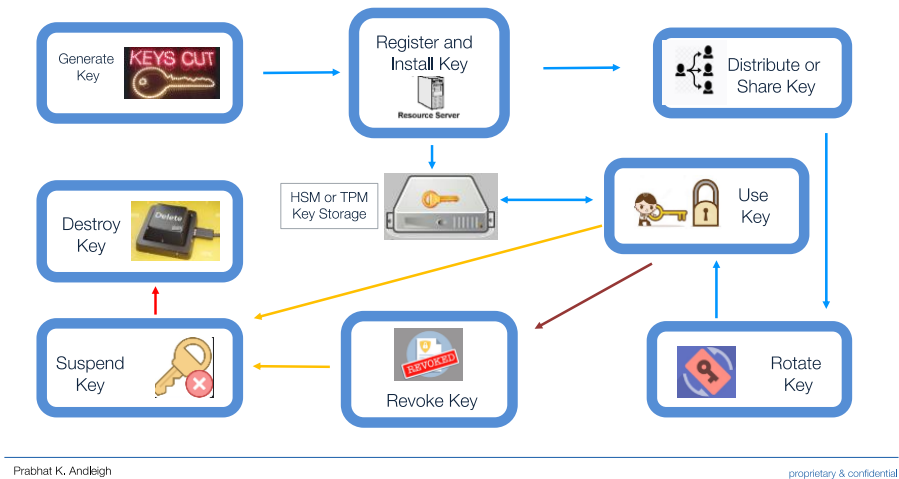 Generate
Key
KEYS CUT
Register and
Install Key
Resource Server
Distribute or
Share Key
HSM or TPM
Key Storage
Use
Key
Destroy
Key
Delete
Suspend
Key
REVOKED
Revoke Key
Rotate
Key
Prabhat K. Andleigh
proprietary & confidential